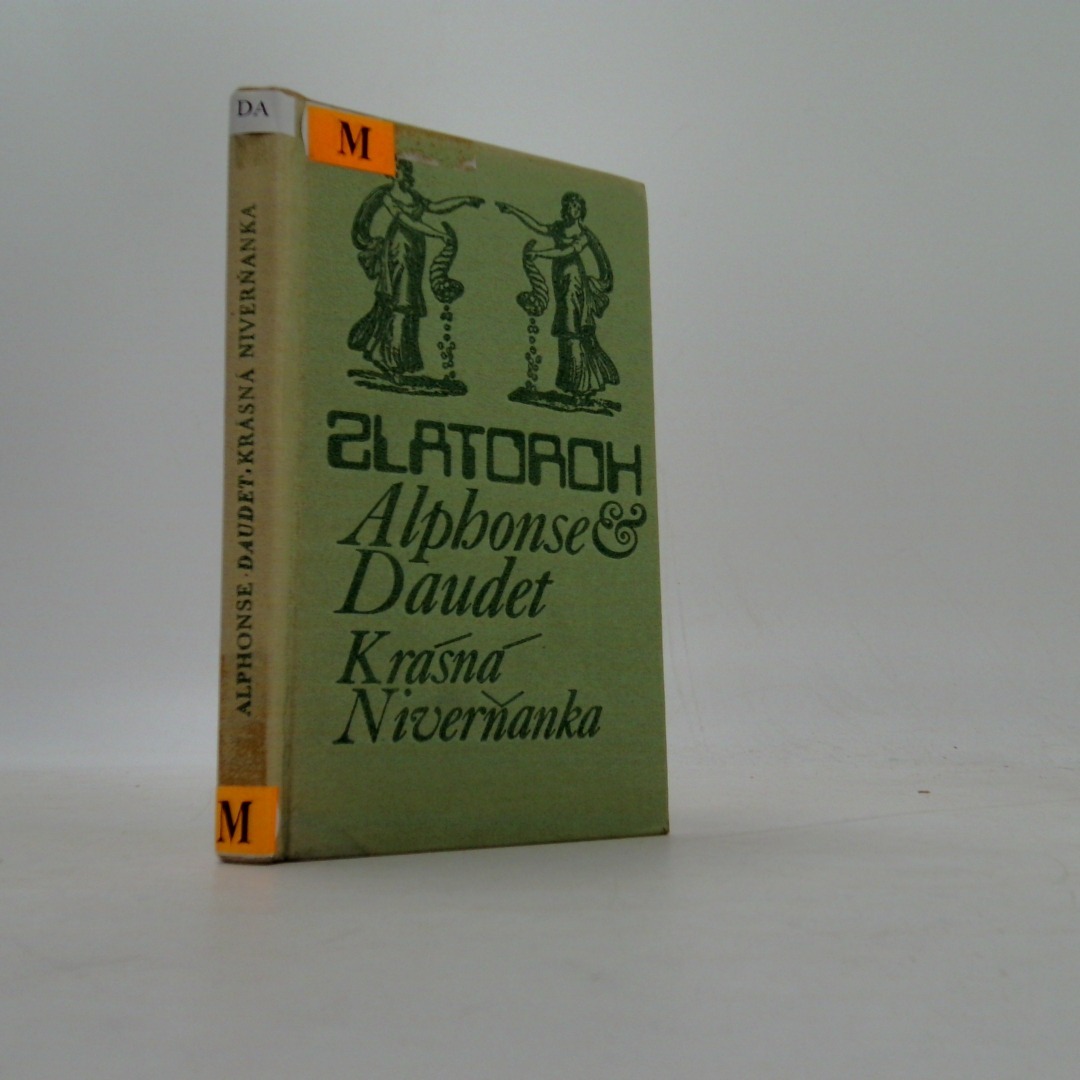 DA
M
ZLATOROH
Alphonse &
Daudet
Krásná
Niverňanka
ALPHONSE · DAUDET · KRÁSNÁ NIVERŇANKA
M